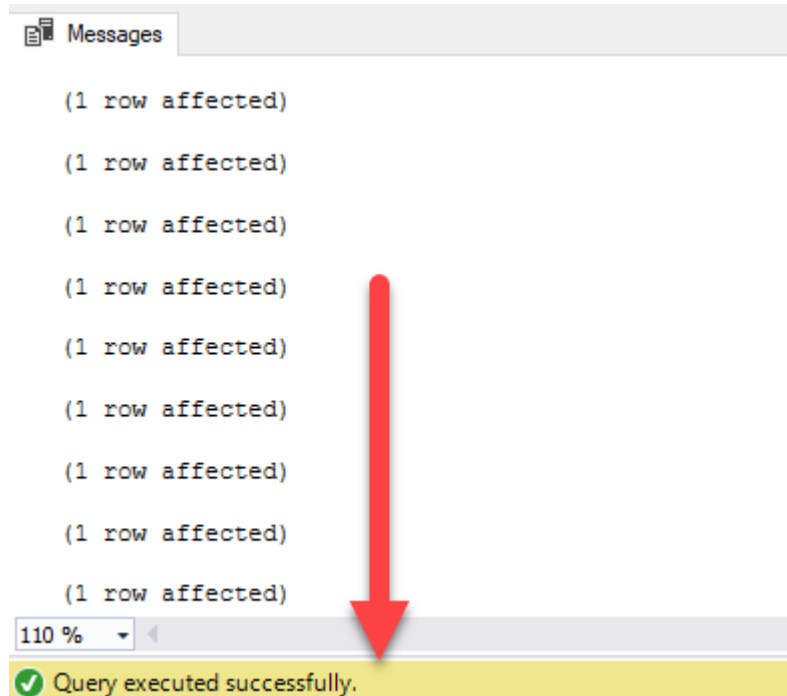 Messages
(1 row affected)
(1 row affected)
(1 row affected)
(1 row affected)
(1 row affected)
(1 row affected)
(1 row affected)
(1 row affected)
(1 row affected)
110 %
Query executed successfully.